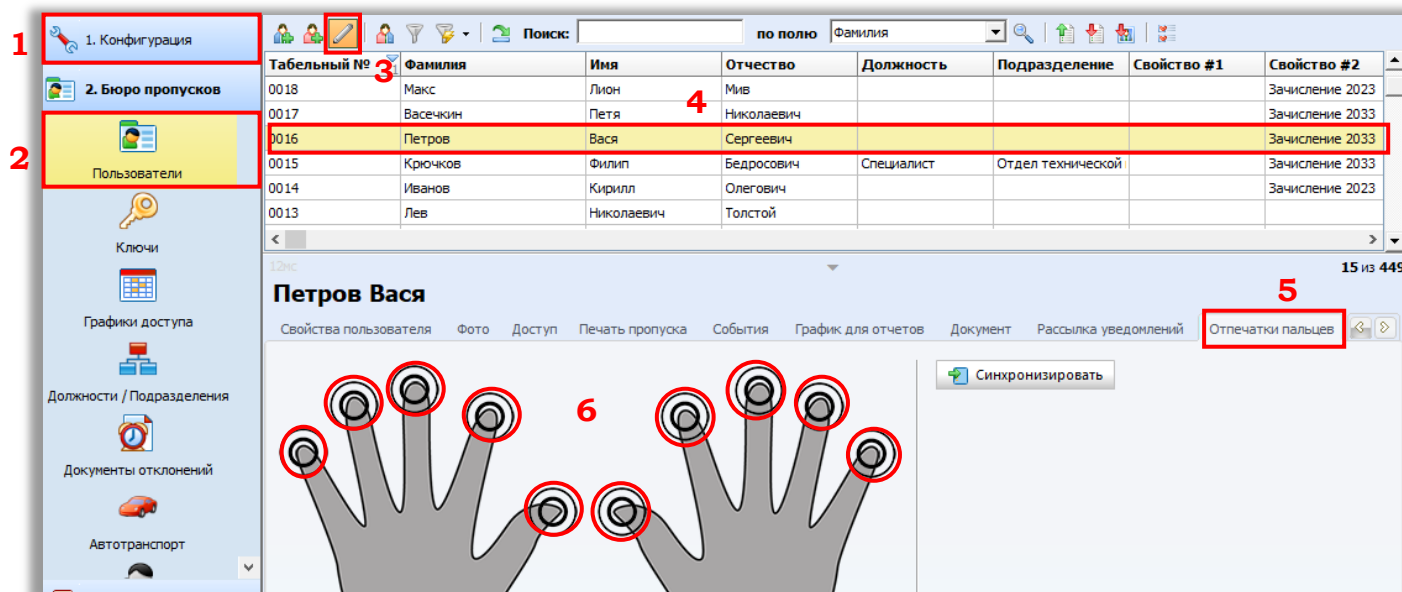 1
1. Конфигурация
2. Бюро пропусков
2
Пользователи
Ключи
Графики доступа
Должности / Подразделения
Документы отклонений
Автотранспорт
Поиск: по полю Фамилия
3
Табельный № 1 Фамилия Имя Отчество Должность Подразделение Свойство #1 Свойство #2
4
0018 Макс Лион Мив Зачисление 2023
0017 Васечкин Петя Николаевич Зачисление 2033
0016 Петров Вася Сергеевич Зачисление 2033
0015 Крючков Филип Бедросович Специалист Отдел технической Зачисление 2033
0014 Иванов Кирилл Олегович Зачисление 2023
0013 Лев Николаевич Толстой
12мс 15 из 449
Петров Вася
5
Свойства пользователя Фото Доступ Печать пропуска События График для отчетов Документ Рассылка уведомлений Отпечатки пальцев
Синхронизировать
6